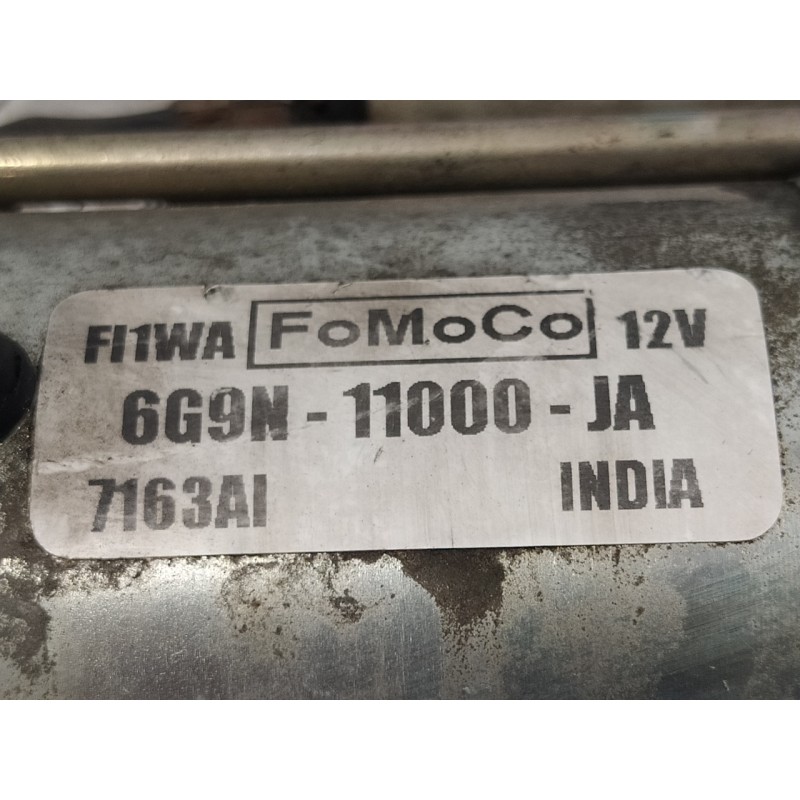 FI1WA FoMoCo 12V
6G9N - 11000 - JA
7163AI INDIA